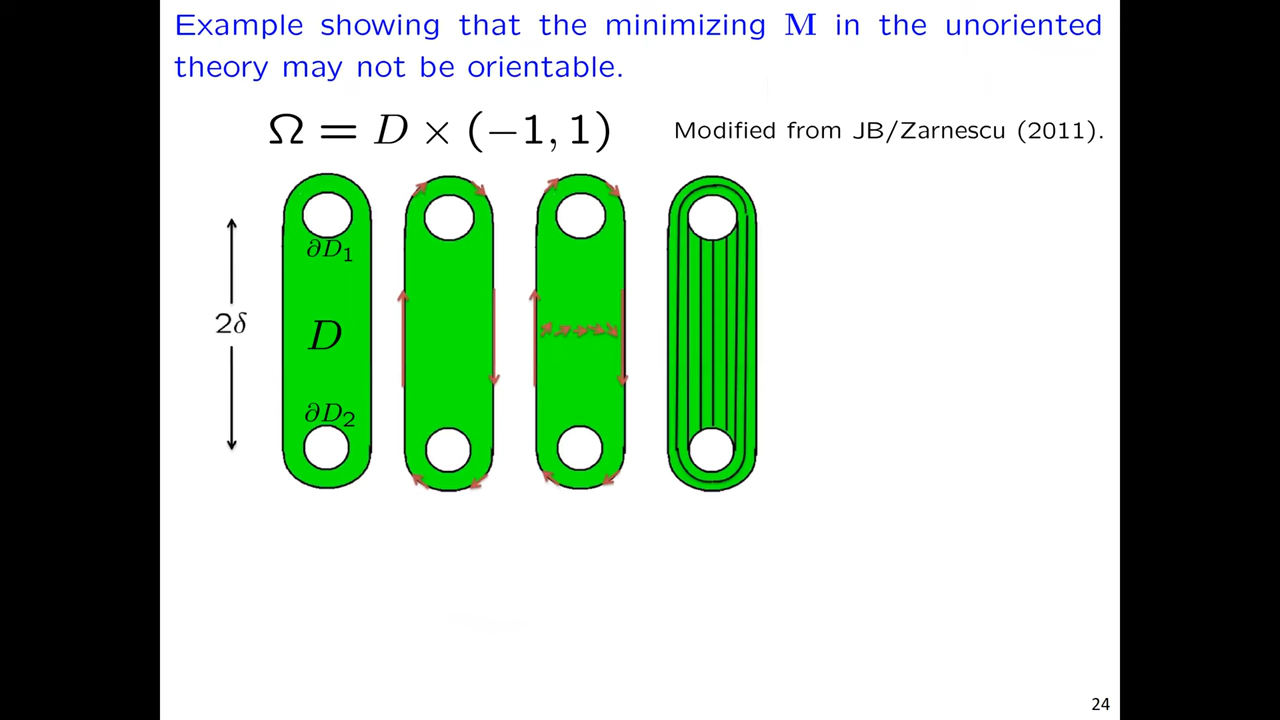 Example showing that the minimizing M in the unoriented
theory may not be orientable.
Ω = D × (−1, 1)
Modified from JB/Zarnescu (2011).
∂D₁
2δ
D
∂D₂
24